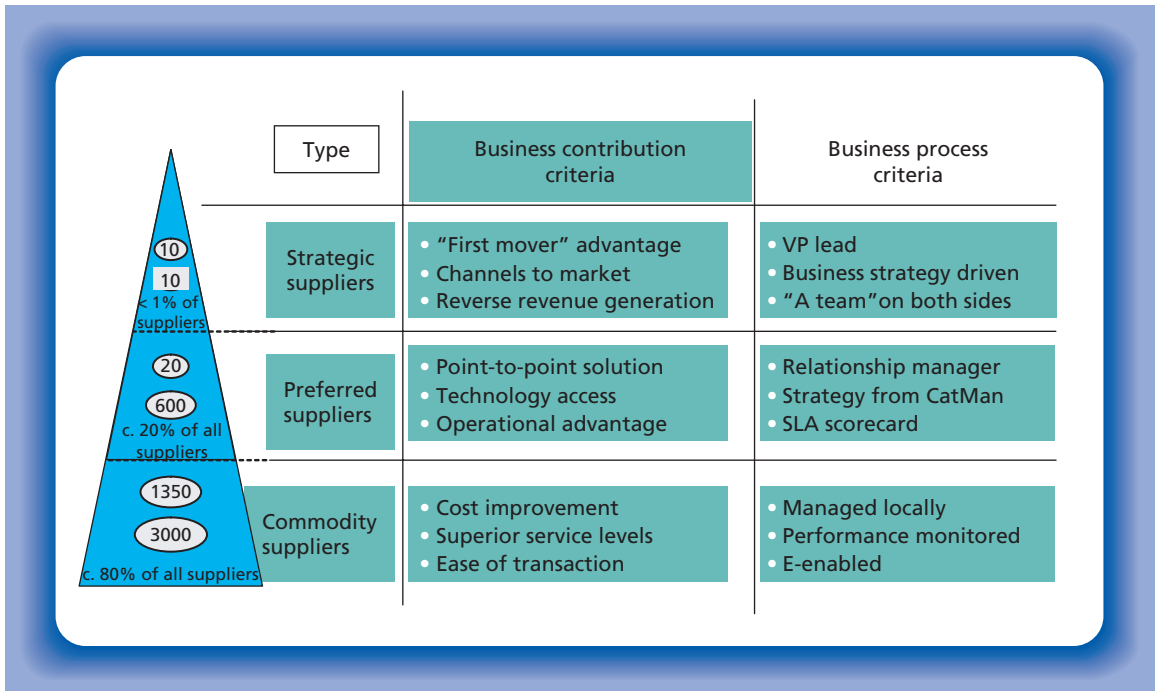 Type
Business contribution
criteria
Business process
criteria
10
10
< 1% of
suppliers
Strategic
suppliers
• “First mover” advantage
• Channels to market
• Reverse revenue generation
• VP lead
• Business strategy driven
• “A team”on both sides
20
600
c. 20% of all
suppliers
Preferred
suppliers
• Point-to-point solution
• Technology access
• Operational advantage
• Relationship manager
• Strategy from CatMan
• SLA scorecard
1350
3000
c. 80% of all suppliers
Commodity
suppliers
• Cost improvement
• Superior service levels
• Ease of transaction
• Managed locally
• Performance monitored
• E-enabled